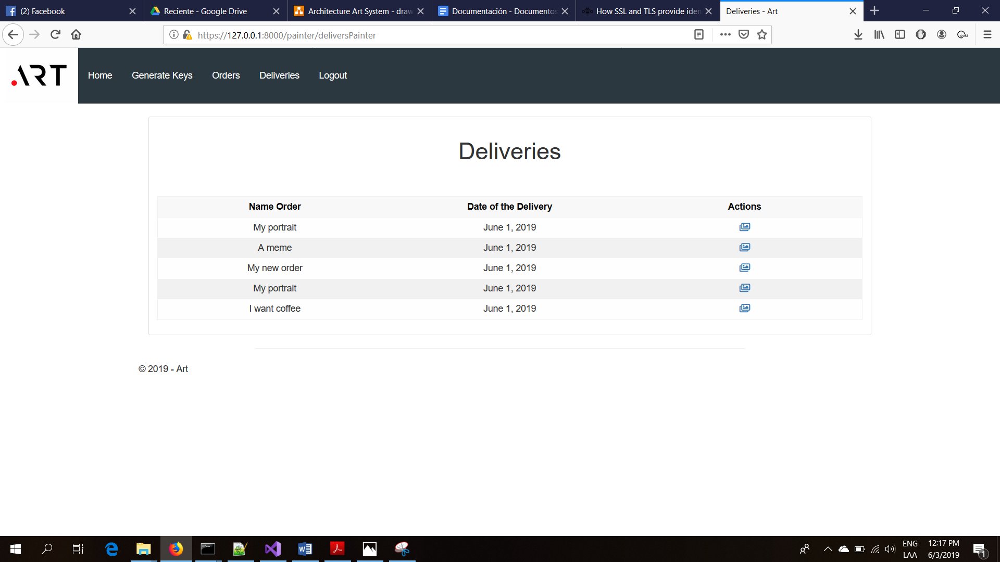 (2) Facebook
Reciente - Google Drive
Architecture Art System - draw
Documentación - Documentos
How SSL and TLS provide iden
Deliveries - Art
https://127.0.0.1:8000/painter/deliversPainter
ART Home Generate Keys Orders Deliveries Logout
Deliveries
Name Order Date of the Delivery Actions
My portrait June 1, 2019
A meme June 1, 2019
My new order June 1, 2019
My portrait June 1, 2019
I want coffee June 1, 2019
© 2019 - Art
ENG 12:17 PM
LAA 6/3/2019
1